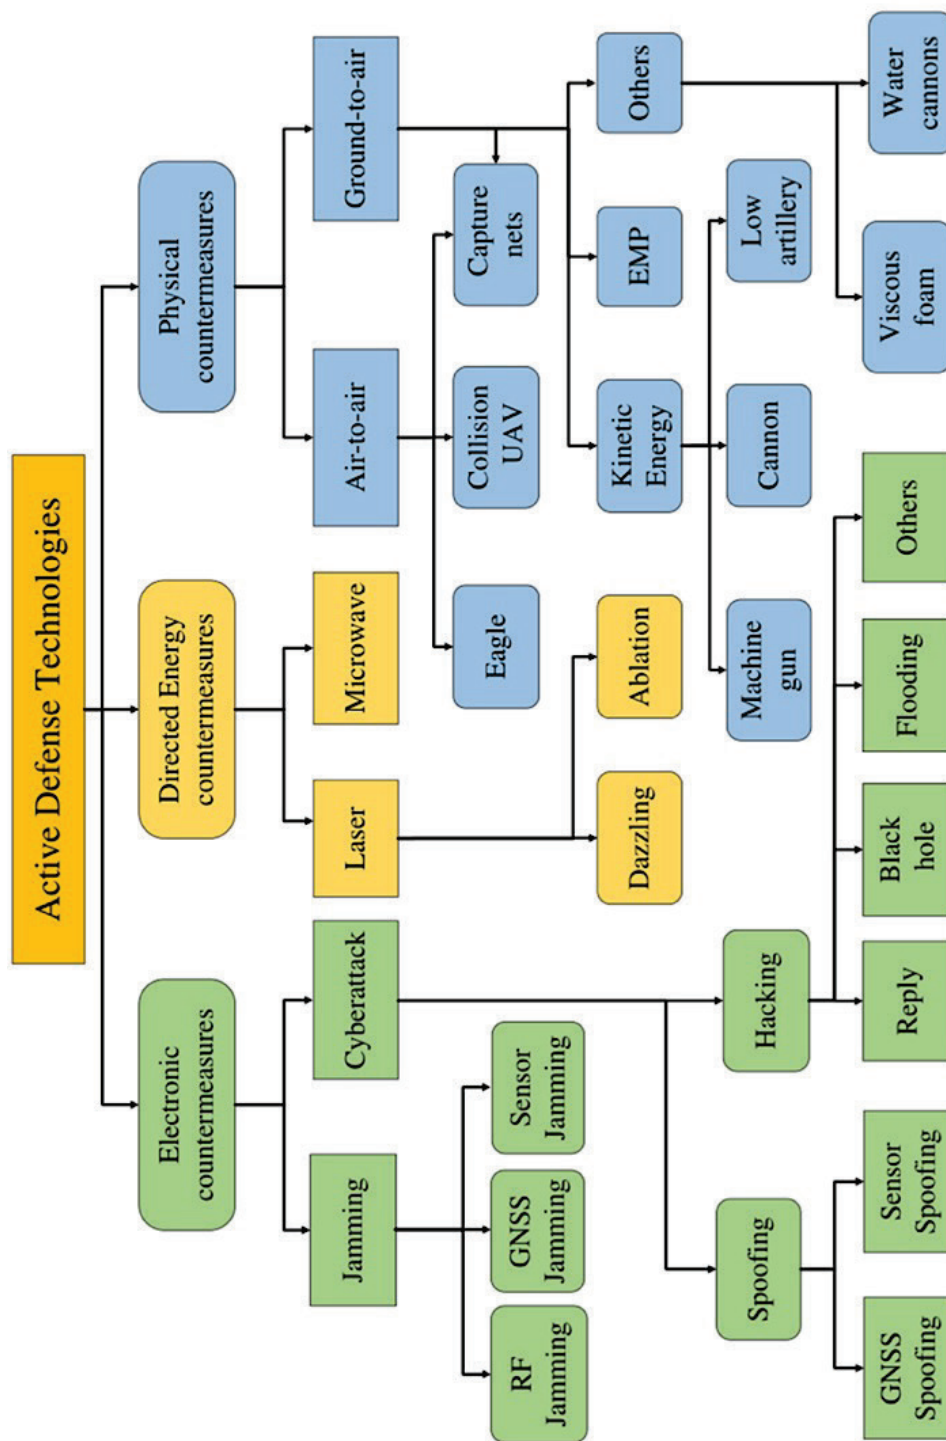 Active Defense Technologies
Electronic
countermeasures
Directed Energy
countermeasures
Physical
countermeasures
Jamming
Cyberattack
Laser
Microwave
Air-to-air
Ground-to-air
RF
Jamming
GNSS
Jamming
Sensor
Jamming
Eagle
Collision
UAV
Capture
nets
Dazzling
Ablation
Kinetic
Energy
EMP
Others
Spoofing
Hacking
Machine
gun
Cannon
Low
artillery
GNSS
Spoofing
Sensor
Spoofing
Reply
Black
hole
Flooding
Others
Viscous
foam
Water
cannons